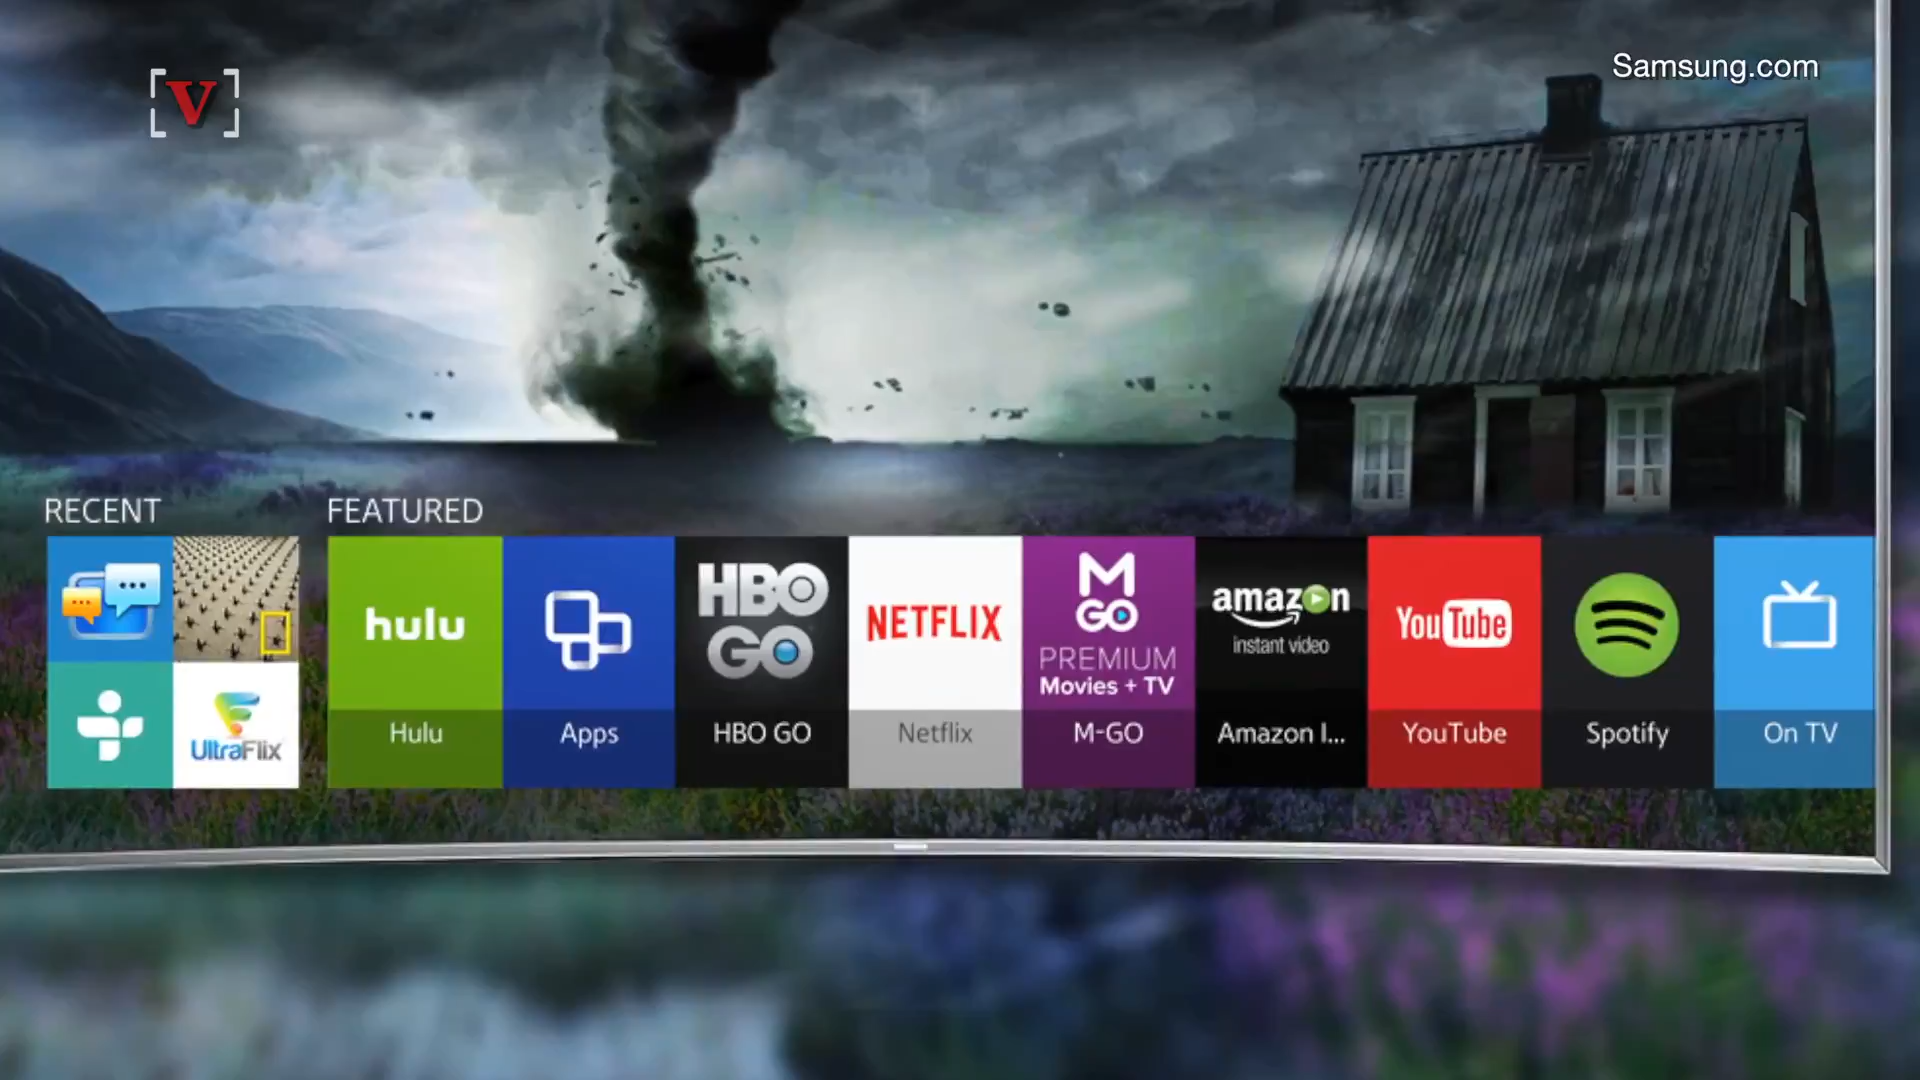 V
Samsung.com
RECENT
FEATURED
UltraFlix
hulu
Hulu
Apps
HBO
GO
HBO GO
NETFLIX
Netflix
M
GO
PREMIUM
Movies + TV
M-GO
amazon
instant video
Amazon I...
YouTube
YouTube
Spotify
On TV